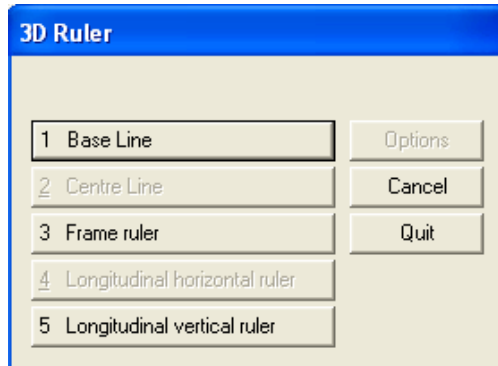 3D Ruler
1 Base Line
Options
2 Centre Line
Cancel
3 Frame ruler
Quit
4 Longitudinal horizontal ruler
5 Longitudinal vertical ruler